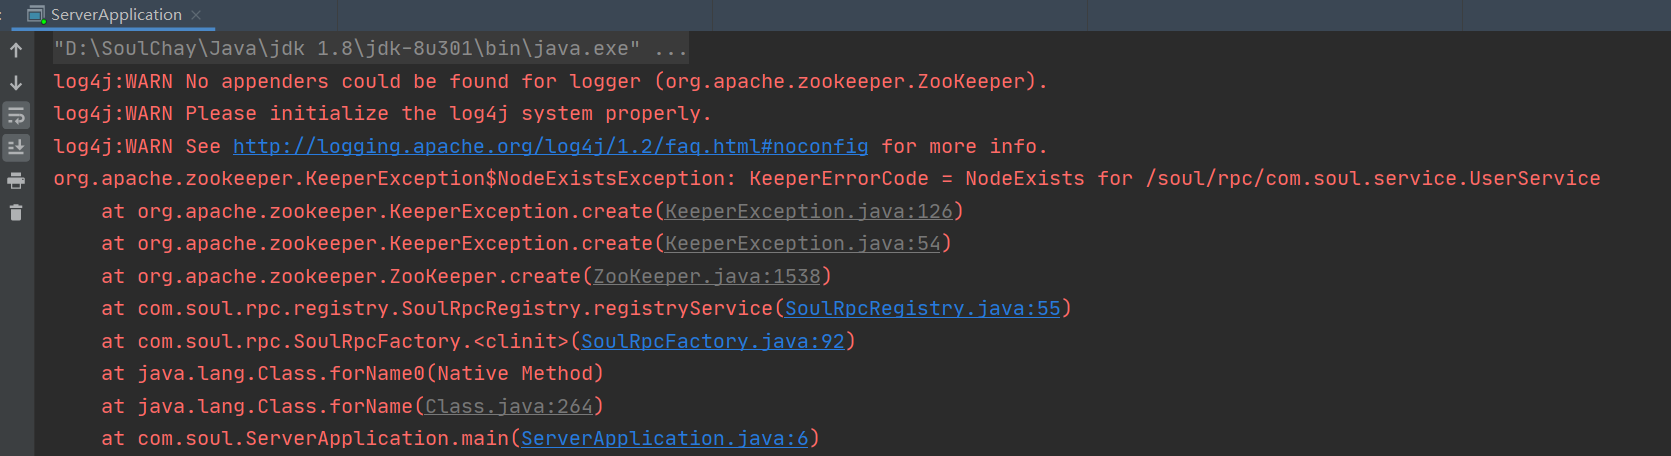 ServerApplication
"D:\SoulChay\Java\jdk 1.8\jdk-8u301\bin\java.exe" ...
log4j:WARN No appenders could be found for logger (org.apache.zookeeper.ZooKeeper).
log4j:WARN Please initialize the log4j system properly.
log4j:WARN See http://logging.apache.org/log4j/1.2/faq.html#noconfig for more info.
org.apache.zookeeper.KeeperException$NodeExistsException: KeeperErrorCode = NodeExists for /soul/rpc/com.soul.service.UserService
    at org.apache.zookeeper.KeeperException.create(KeeperException.java:126)
    at org.apache.zookeeper.KeeperException.create(KeeperException.java:54)
    at org.apache.zookeeper.ZooKeeper.create(ZooKeeper.java:1538)
    at com.soul.rpc.registry.SoulRpcRegistry.registryService(SoulRpcRegistry.java:55)
    at com.soul.rpc.SoulRpcFactory.<clinit>(SoulRpcFactory.java:92)
    at java.lang.Class.forName0(Native Method)
    at java.lang.Class.forName(Class.java:264)
    at com.soul.ServerApplication.main(ServerApplication.java:6)